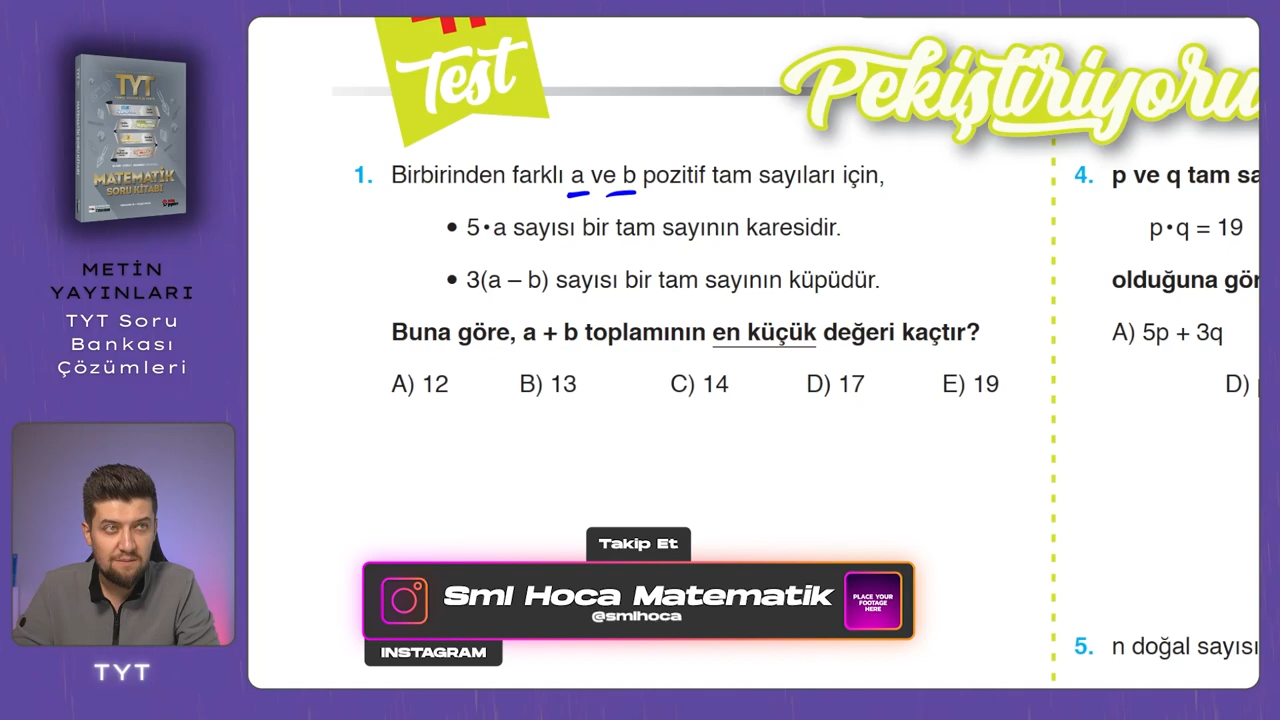 TYT
MATEMATİK
SORU KİTABI
METİN
YAYINLARI
TYT Soru
Bankası
Çözümleri
TYT
Test
Pekiştiriyoru
1. Birbirinden farklı a ve b pozitif tam sayıları için,
• 5•a sayısı bir tam sayının karesidir.
• 3(a – b) sayısı bir tam sayının küpüdür.
Buna göre, a + b toplamının en küçük değeri kaçtır?
A) 12 B) 13 C) 14 D) 17 E) 19
4. p ve q tam sa
p•q = 19
olduğuna gör
A) 5p + 3q
D)
5. n doğal sayısı
Takip Et
Sml Hoca Matematik
@smlhoca
PLACE YOUR
FOOTAGE
HERE
INSTAGRAM